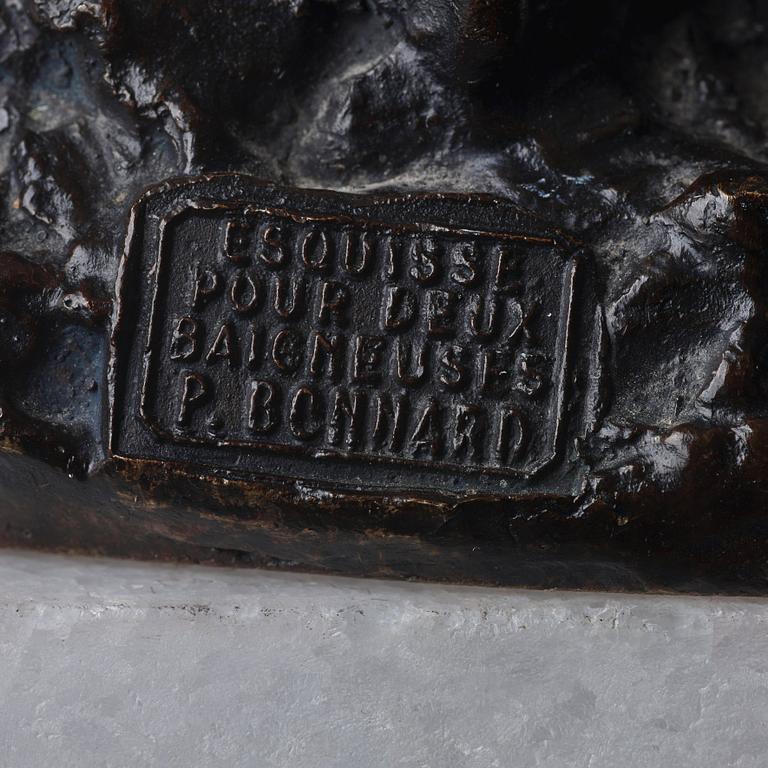 ESQUISSE
POUR DEUX
BAIGNEUSES
P. BONNARD